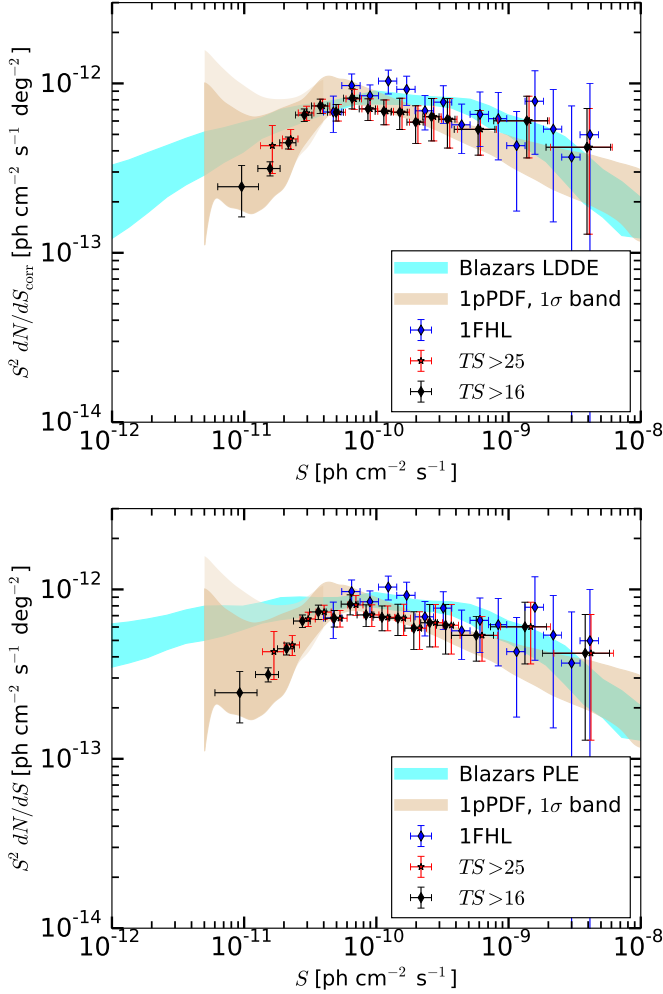 10⁻¹²
10⁻¹³
10⁻¹⁴
S² dN/dS_corr [ph cm⁻² s⁻¹ deg⁻²]
Blazars LDDE
1pPDF, 1σ band
1FHL
TS>25
TS>16
10⁻¹² 10⁻¹¹ 10⁻¹⁰ 10⁻⁹ 10⁻⁸
S [ph cm⁻² s⁻¹]
10⁻¹²
10⁻¹³
10⁻¹⁴
S² dN/dS [ph cm⁻² s⁻¹ deg⁻²]
Blazars PLE
1pPDF, 1σ band
1FHL
TS>25
TS>16
10⁻¹² 10⁻¹¹ 10⁻¹⁰ 10⁻⁹ 10⁻⁸
S [ph cm⁻² s⁻¹]